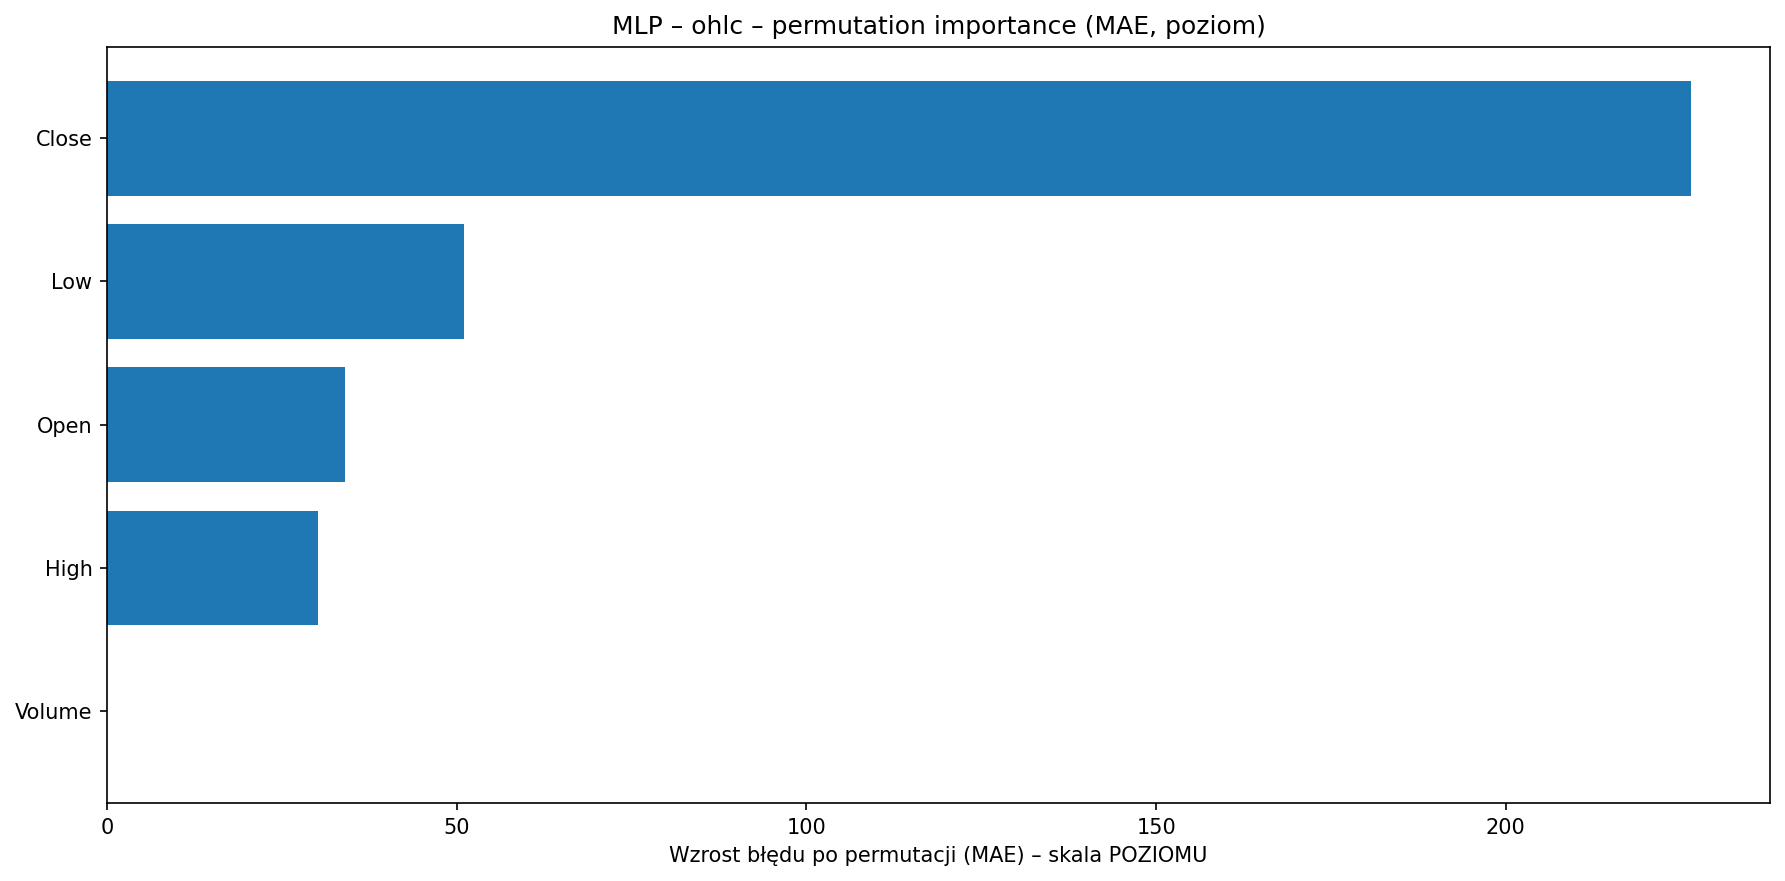 MLP – ohlc – permutation importance (MAE, poziom)
Close
Low
Open
High
Volume
0 50 100 150 200
Wzrost błędu po permutacji (MAE) – skala POZIOMU